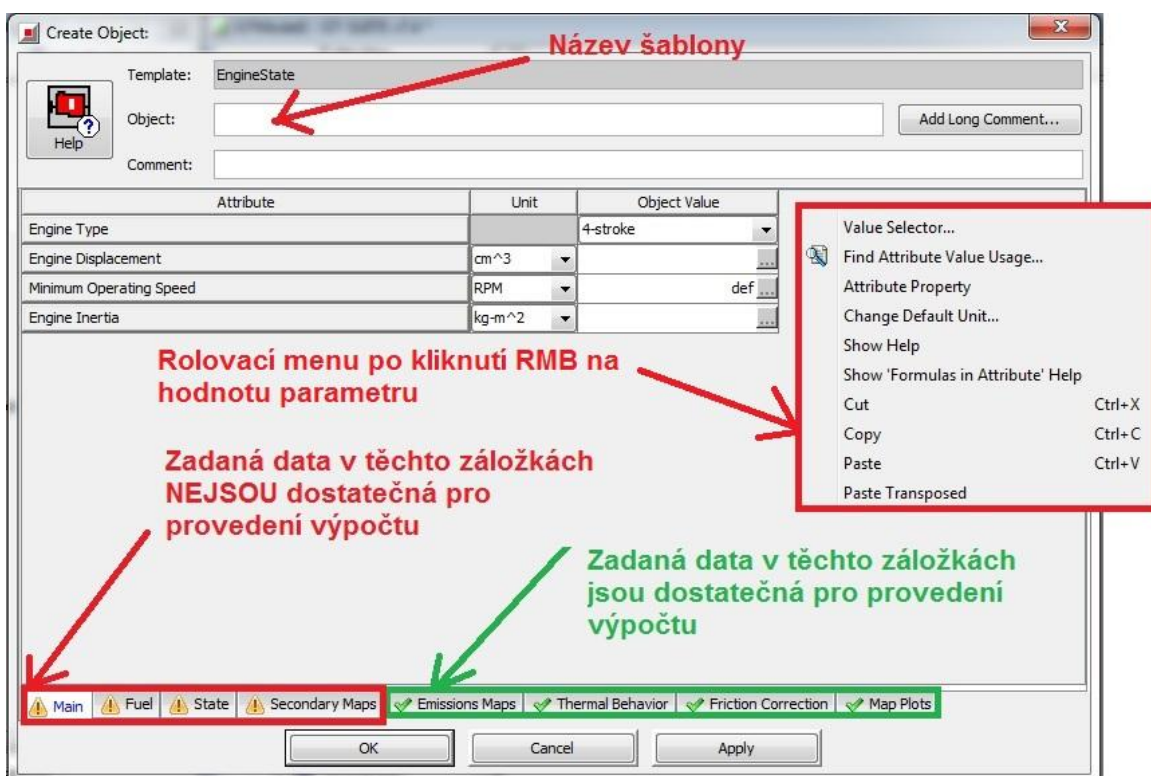 Create Object:
Název šablony
Template: EngineState
Object:
Add Long Comment...
Help
Comment:
Attribute Unit Object Value
Engine Type 4-stroke
Engine Displacement cm^3 ...
Minimum Operating Speed RPM def ...
Engine Inertia kg-m^2 ...
Value Selector...
Find Attribute Value Usage...
Attribute Property
Change Default Unit...
Show Help
Show 'Formulas in Attribute' Help
Cut Ctrl+X
Copy Ctrl+C
Paste Ctrl+V
Paste Transposed
Rolovací menu po kliknutí RMB na
hodnotu parametru
Zadaná data v těchto záložkách
NEJSOU dostatečná pro
provedení výpočtu
Zadaná data v těchto záložkách
jsou dostatečná pro provedení
výpočtu
Main Fuel State Secondary Maps Emissions Maps Thermal Behavior Friction Correction Map Plots
OK Cancel Apply